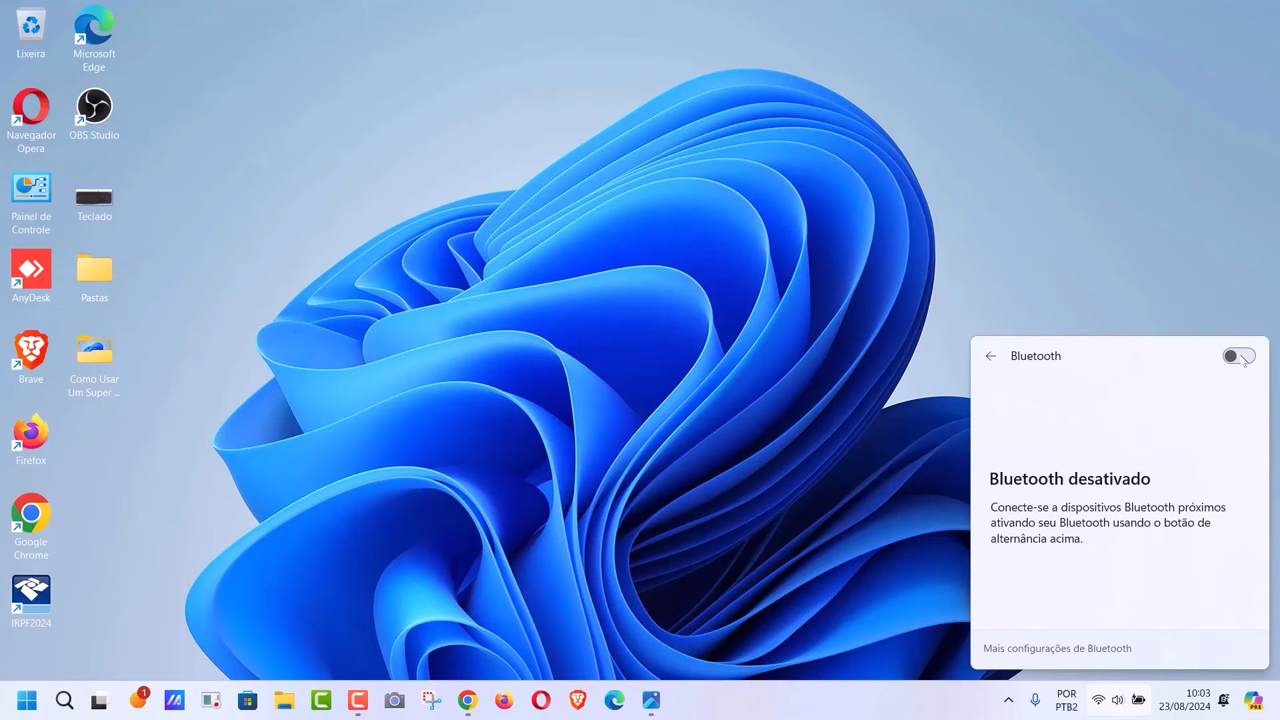 Lixeira
Microsoft
Edge
Navegador
Opera
OBS Studio
Painel de
Controle
Teclado
AnyDesk
Pastas
Brave
Como Usar
Um Super ...
Firefox
Google
Chrome
IRPF2024
Bluetooth
Bluetooth desativado
Conecte-se a dispositivos Bluetooth próximos
ativando seu Bluetooth usando o botão de
alternância acima.
Mais configurações de Bluetooth
1
POR
PTB2
10:03
23/08/2024
PRE